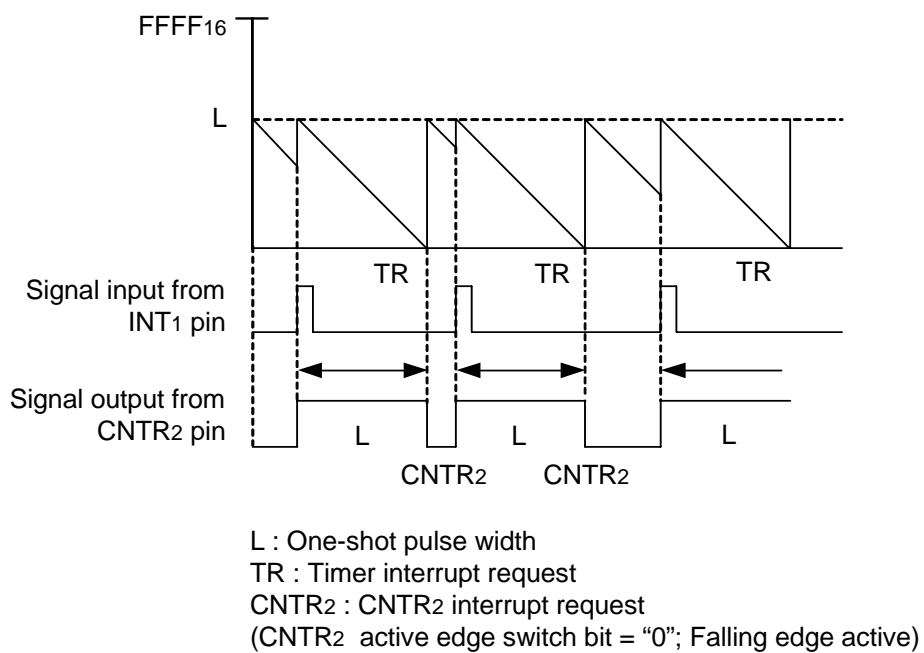 FFFF16
L
TR TR TR
Signal input from
INT1 pin
Signal output from
CNTR2 pin
L L L
CNTR2 CNTR2
L : One-shot pulse width
TR : Timer interrupt request
CNTR2 : CNTR2 interrupt request
(CNTR2 active edge switch bit = “0”; Falling edge active)